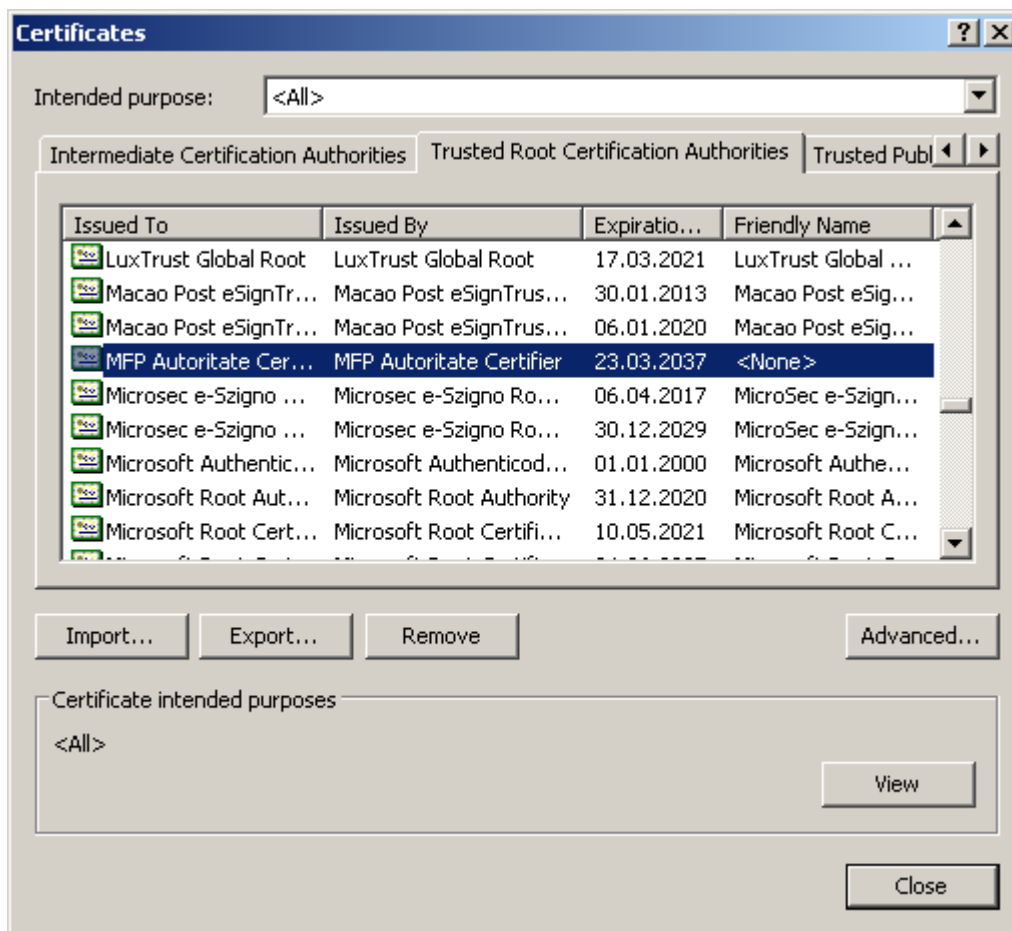 Certificates
Intended purpose: <All>
Intermediate Certification Authorities Trusted Root Certification Authorities Trusted Publ
Issued To Issued By Expiratio... Friendly Name
LuxTrust Global Root LuxTrust Global Root 17.03.2021 LuxTrust Global ...
Macao Post eSignTr... Macao Post eSignTrus... 30.01.2013 Macao Post eSig...
Macao Post eSignTr... Macao Post eSignTrus... 06.01.2020 Macao Post eSig...
MFP Autoritate Cer... MFP Autoritate Certifier 23.03.2037 <None>
Microsec e-Szigno ... Microsec e-Szigno Ro... 06.04.2017 MicroSec e-Szign...
Microsec e-Szigno ... Microsec e-Szigno Ro... 30.12.2029 MicroSec e-Szign...
Microsoft Authentic... Microsoft Authenticod... 01.01.2000 Microsoft Authe...
Microsoft Root Aut... Microsoft Root Authority 31.12.2020 Microsoft Root A...
Microsoft Root Cert... Microsoft Root Certifi... 10.05.2021 Microsoft Root C...
Import... Export... Remove Advanced...
Certificate intended purposes
<All>
View
Close